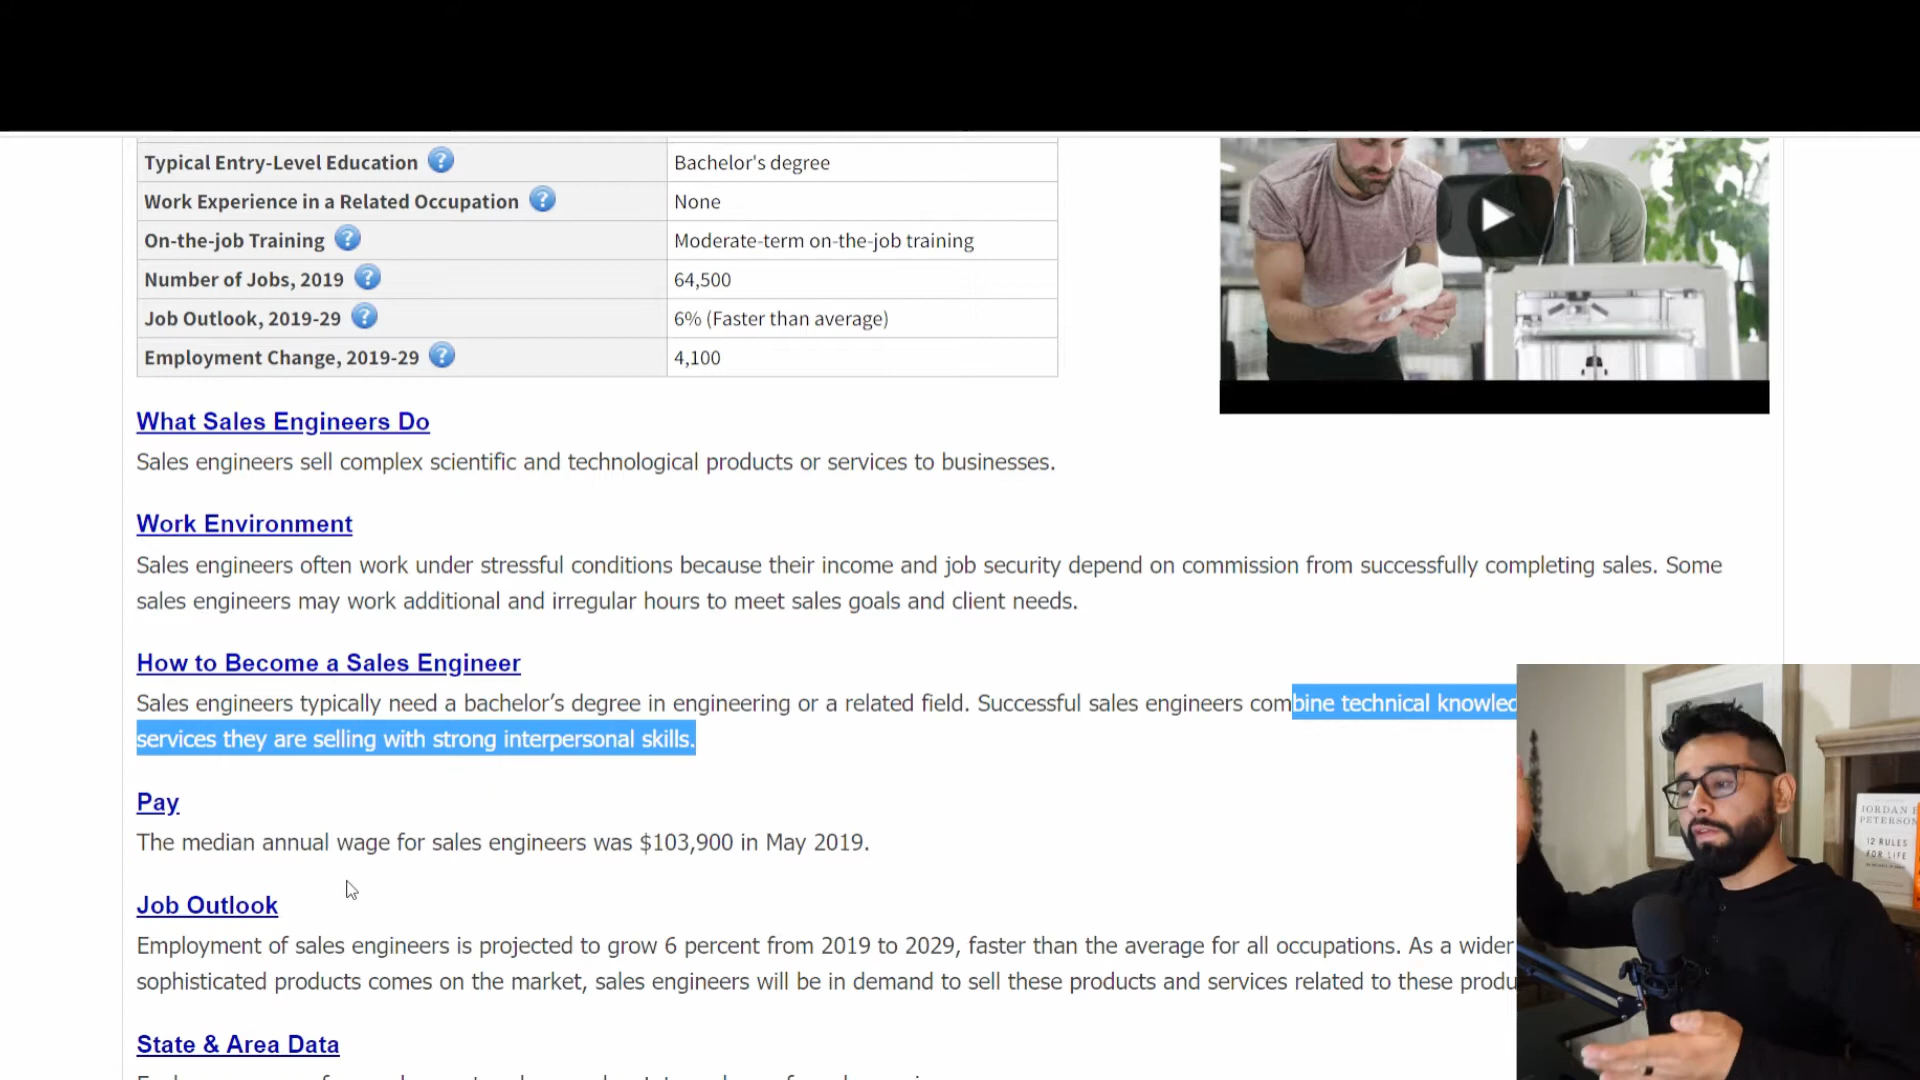 Typical Entry-Level Education ? Bachelor's degree
Work Experience in a Related Occupation ? None
On-the-job Training ? Moderate-term on-the-job training
Number of Jobs, 2019 ? 64,500
Job Outlook, 2019-29 ? 6% (Faster than average)
Employment Change, 2019-29 ? 4,100
What Sales Engineers Do
Sales engineers sell complex scientific and technological products or services to businesses.
Work Environment
Sales engineers often work under stressful conditions because their income and job security depend on commission from successfully completing sales. Some
sales engineers may work additional and irregular hours to meet sales goals and client needs.
How to Become a Sales Engineer
Sales engineers typically need a bachelor’s degree in engineering or a related field. Successful sales engineers combine technical knowled
services they are selling with strong interpersonal skills.
Pay
The median annual wage for sales engineers was $103,900 in May 2019.
Job Outlook
Employment of sales engineers is projected to grow 6 percent from 2019 to 2029, faster than the average for all occupations. As a wider
sophisticated products comes on the market, sales engineers will be in demand to sell these products and services related to these produ
State & Area Data
JORDAN B
PETERSON
12 RULES
FOR LIFE